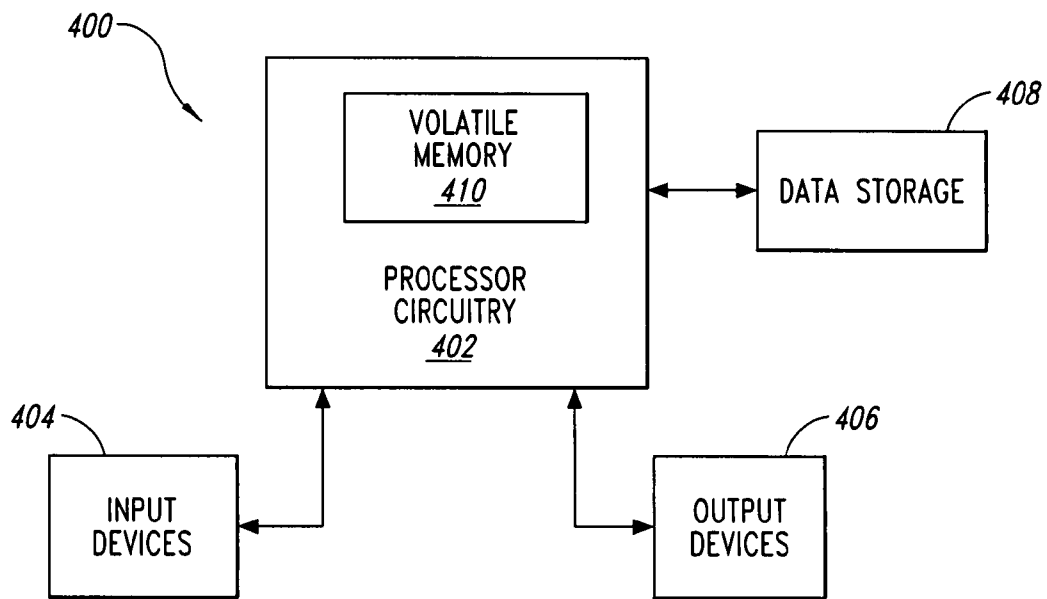 400
VOLATILE
MEMORY
410
408
DATA STORAGE
PROCESSOR
CIRCUITRY
402
404
INPUT
DEVICES
406
OUTPUT
DEVICES